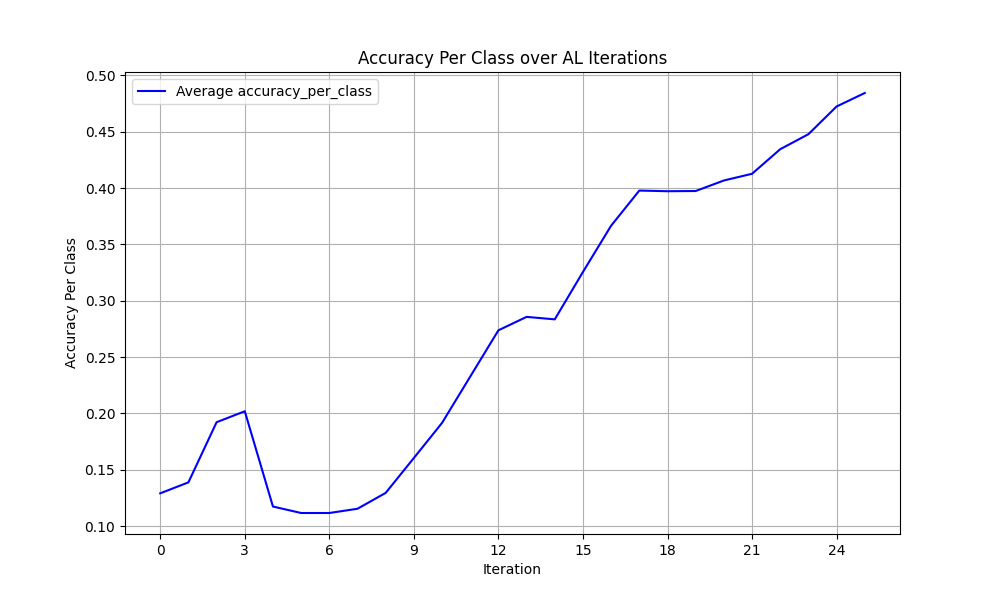 Accuracy Per Class over AL Iterations
Average accuracy_per_class
0.50
0.45
0.40
0.35
0.30
0.25
0.20
0.15
0.10
Accuracy Per Class
0 3 6 9 12 15 18 21 24
Iteration